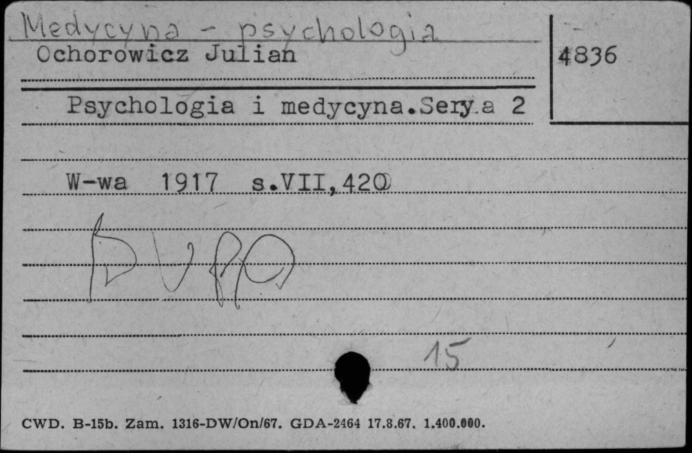 Medycyna - psychologia
Ochorowicz Julian
4836
Psychologia i medycyna.Serya 2
W-wa 1917 s.VII,420
DUPA
15
CWD. B-15b. Zam. 1316-DW/On/67. GDA-2464 17.8.67. 1.400.000.